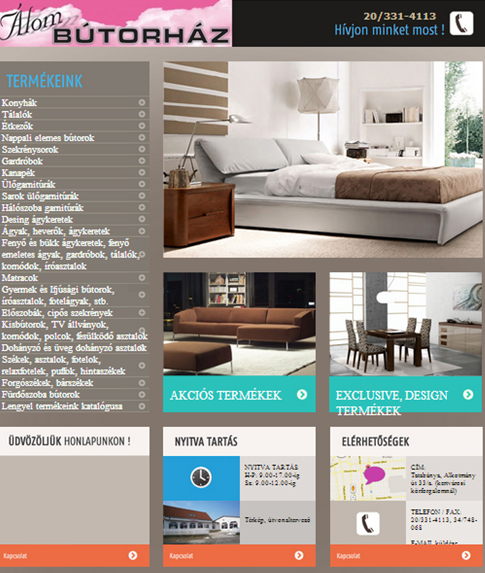 Álom
BÚTORHÁZ
20/331-4113
Hívjon minket most !
TERMÉKEINK
Konyhák
Tálalók
Étkezők
Nappali elemes bútorok
Szekrénysorok
Gardróbok
Kanapék
Ülőgarnitúrák
Sarok ülőgarnitúrák
Hálószoba garnitúrák
Desing ágykeretek
Ágyak, heverők, ágykeretek
Fenyő és bükk ágykeretek, fenyő
emeletes ágyak, gardróbok, tálalók,
komódok, íróasztalok
Matracok
Gyermek és Ifjúsági bútorok,
íróasztalok, fotelágyak, stb.
Előszobák, cipős szekrények
Kisbútorok, TV állványok,
komódok, polcok, fésülködő asztalok
Dohányzó és üveg dohányzó asztalok
Székek, asztalok, fotelok,
relaxfotelek, puffok, hintaszékek
Forgószékek, bárszékek
Fürdőszoba bútorok
Lengyel termékeink katalógusa
AKCIÓS TERMÉKEK
EXCLUSIVE, DESIGN
TERMÉKEK
ÜDVÖZÖLJÜK HONLAPUNKON !
Kapcsolat
NYITVA TARTÁS
NYITVA TARTÁS
H-P: 9.00-17.00-ig
Sz: 9.00-12.00-ig
Térkép, útvonaltervező
Kapcsolat
ELÉRHETŐSÉGEK
CÍM:
Tatabánya, Alkotmány
út 33/a. (kertvárosi
körforgalomnál)
TELEFON / FAX:
20/331-4113, 34/748-
068
E-MAIL küldése
Kapcsolat